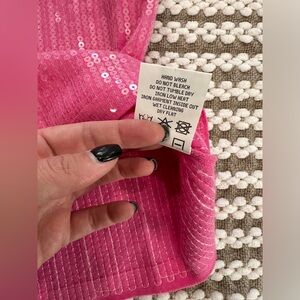 HAND WASH
DO NOT BLEACH
DO NOT TUMBLE DRY
IRON LOW HEAT
IRON GARMENT INSIDE OUT
WET CLEANING
DRY FLAT